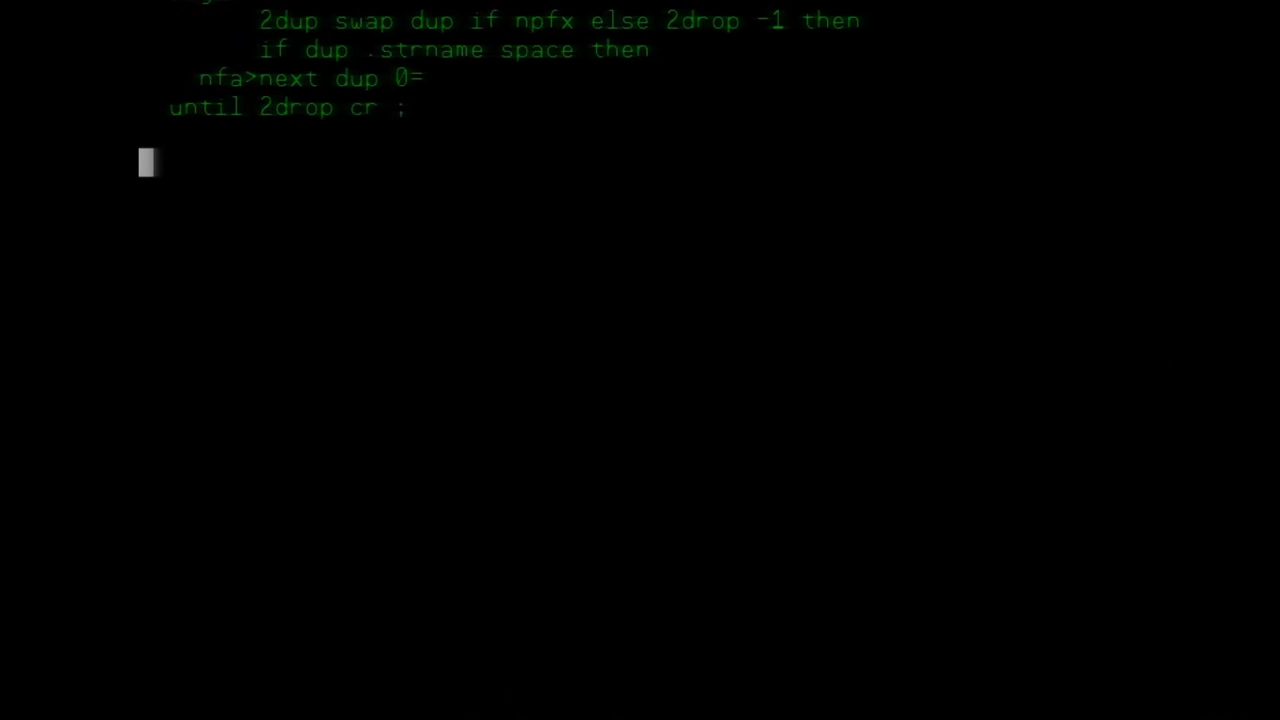 2dup swap dup if npfx else 2drop -1 then
if dup .strname space then
nfa>next dup 0=
until 2drop cr ;